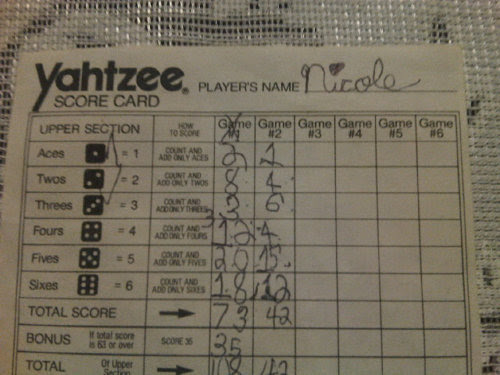 Yahtzee® PLAYER'S NAME Nicole
SCORE CARD
UPPER SECTION HOW TO SCORE Game #1 Game #2 Game #3 Game #4 Game #5 Game #6
Aces = 1 COUNT AND ADD ONLY ACES 1
Twos = 2 COUNT AND ADD ONLY TWOS 8 4
Threes = 3 COUNT AND ADD ONLY THREES 6
Fours = 4 COUNT AND ADD ONLY FOURS 12 4
Fives = 5 COUNT AND ADD ONLY FIVES 20 15
Sixes = 6 COUNT AND ADD ONLY SIXES 18 12
TOTAL SCORE 73 42
BONUS If total score is 63 or over SCORE 35 35
TOTAL Of Upper Section 108 42